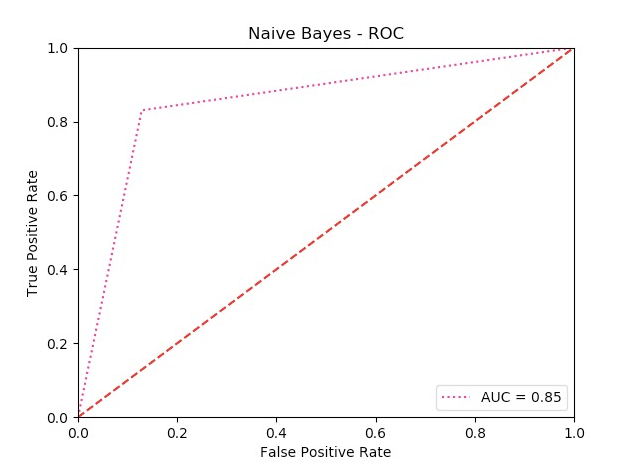 Naive Bayes - ROC
1.0
0.8
0.6
0.4
0.2
0.0
True Positive Rate
AUC = 0.85
0.0 0.2 0.4 0.6 0.8 1.0
False Positive Rate